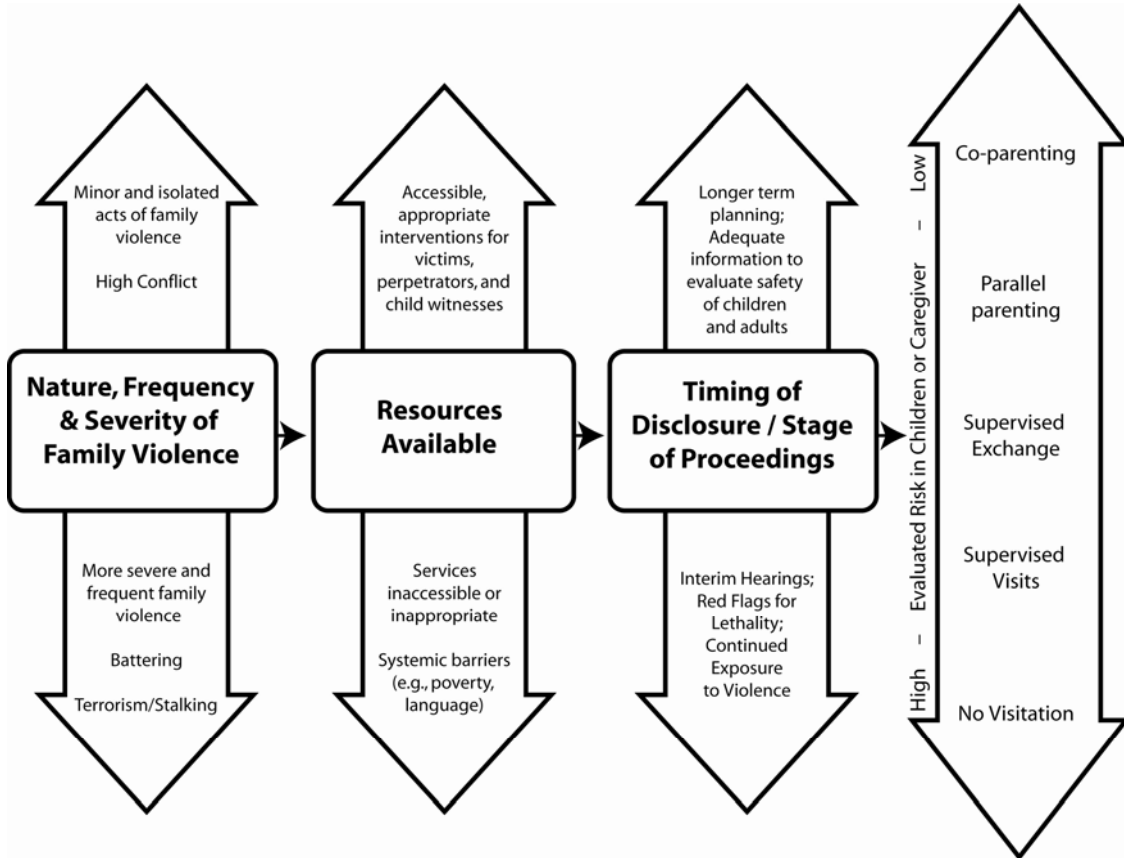 Minor and isolated
acts of family
violence
High Conflict
Nature, Frequency
& Severity of
Family Violence
More severe and
frequent family
violence
Battering
Terrorism/Stalking
Accessible,
appropriate
interventions for
victims,
perpetrators, and
child witnesses
Resources
Available
Services
inaccessible or
inappropriate
Systemic barriers
(e.g., poverty,
language)
Longer term
planning;
Adequate
information to
evaluate safety
of children
and adults
Timing of
Disclosure / Stage
of Proceedings
Interim Hearings;
Red Flags for
Lethality;
Continued
Exposure
to Violence
High – Evaluated Risk in Children or Caregiver – Low
Co-parenting
Parallel
parenting
Supervised
Exchange
Supervised
Visits
No Visitation